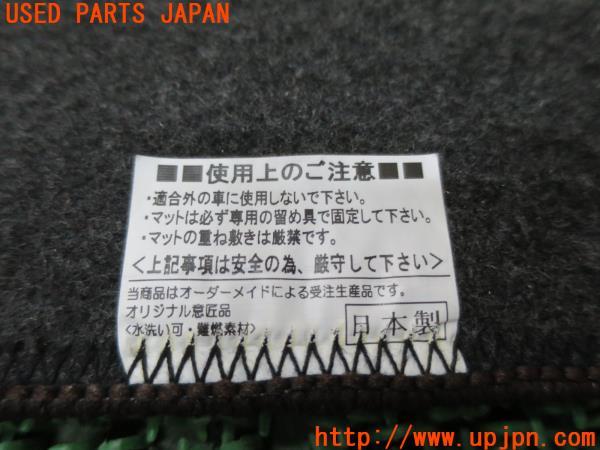 USED PARTS JAPAN
■■使用上のご注意■■
・適合外の車に使用しないで下さい。
・マットは必ず専用の留め具で固定して下さい。
・マットの重ね敷きは厳禁です。
<上記事項は安全の為、厳守して下さい>
当商品はオーダーメイドによる受注生産品です。
オリジナル意匠品
<水洗い可・難燃素材>
日本製
http://www.upjpn.com